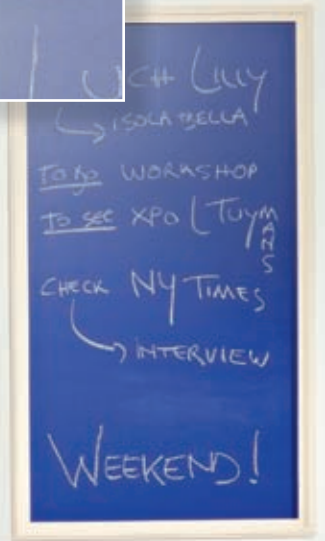 LILLY
ISOLA BELLA
TO DO WORKSHOP
TO SEE XPO L TUYMANS
CHECK NY TIMES
INTERVIEW
WEEKEND!